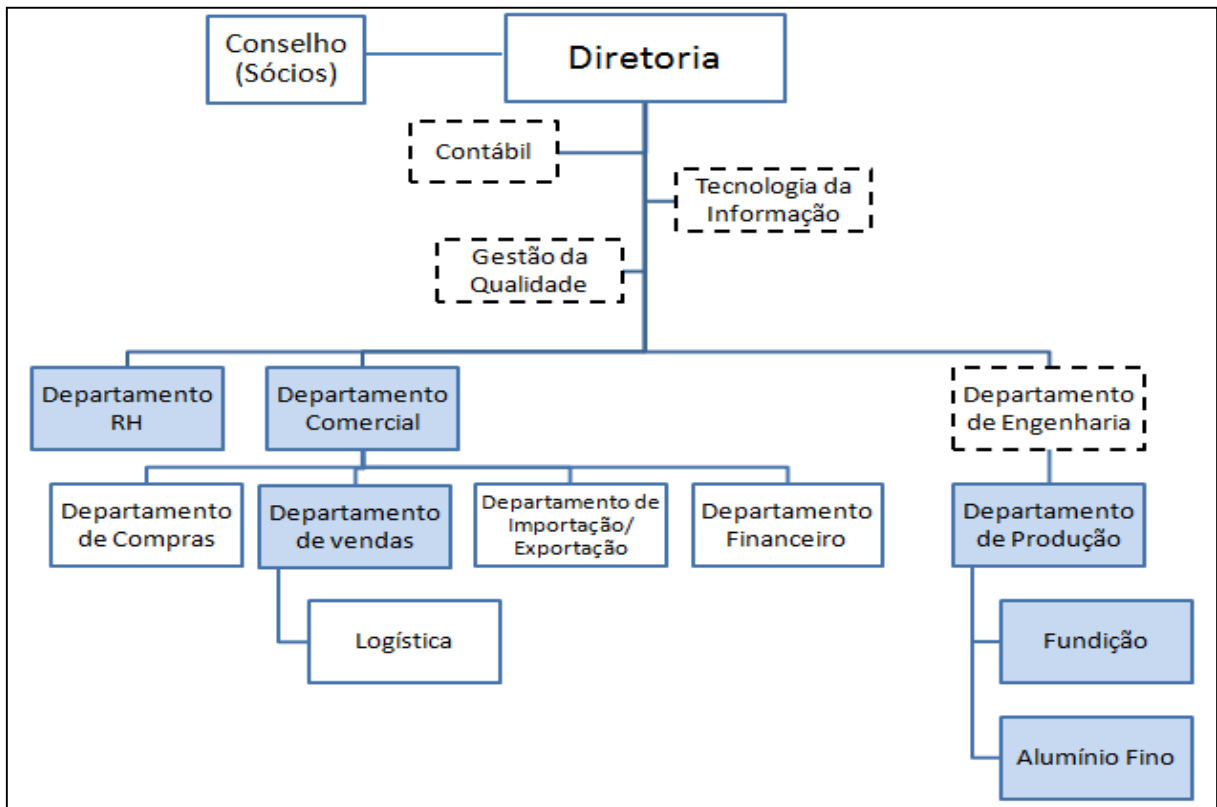 Conselho
(Sócios)
Diretoria
Contábil
Tecnologia da
Informação
Gestão da
Qualidade
Departamento
RH
Departamento
Comercial
Departamento
de Engenharia
Departamento
de Compras
Departamento
de vendas
Departamento de
Importação/
Exportação
Departamento
Financeiro
Departamento
de Produção
Logística
Fundição
Alumínio Fino